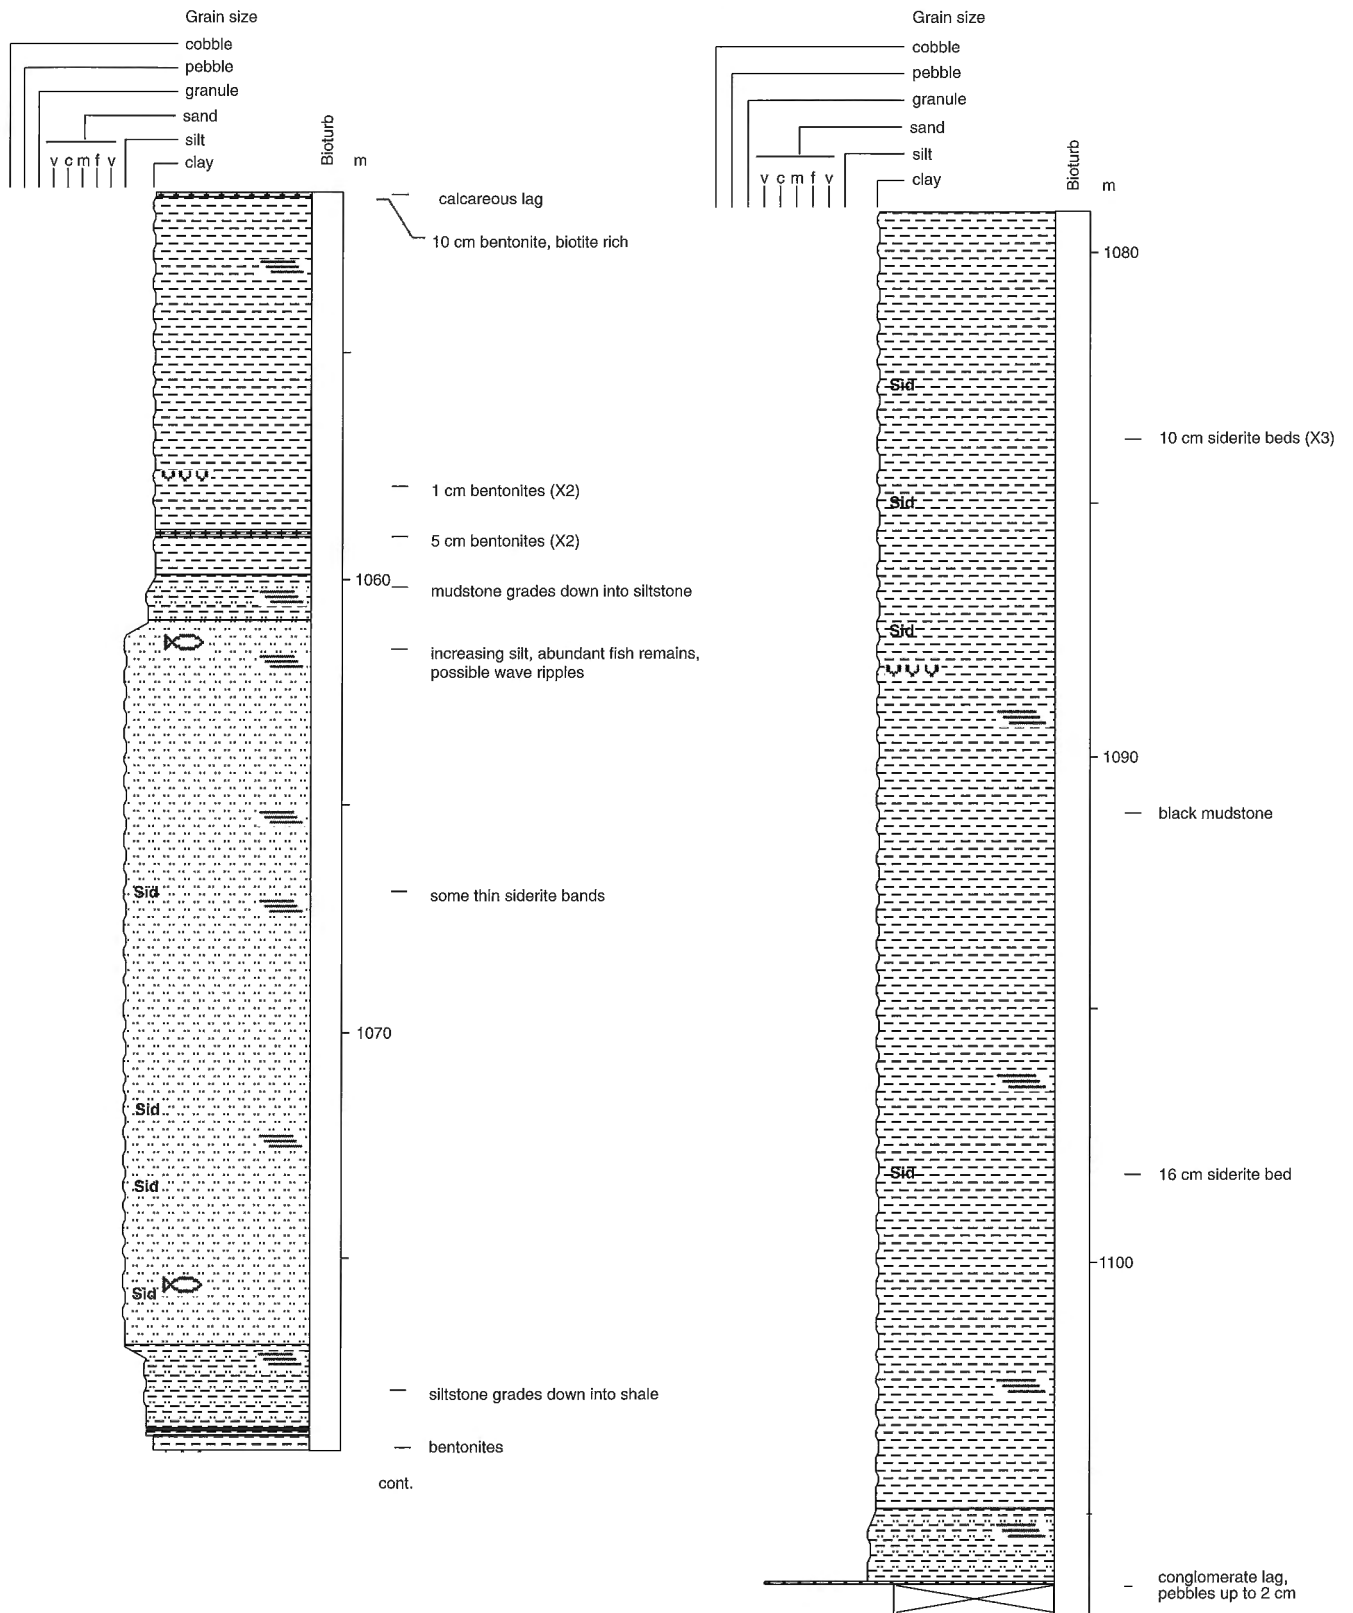 Grain size
cobble
pebble
granule
sand
silt
v c m f v
clay
Bioturb
m
calcareous lag
10 cm bentonite, biotite rich
1 cm bentonites (X2)
5 cm bentonites (X2)
1060
mudstone grades down into siltstone
increasing silt, abundant fish remains,
possible wave ripples
Sid
some thin siderite bands
1070
Sid
Sid
Sid
siltstone grades down into shale
bentonites
cont.
Grain size
cobble
pebble
granule
sand
silt
v c m f v
clay
Bioturb
m
1080
Sid
10 cm siderite beds (X3)
Sid
Sid
1090
black mudstone
Sid
16 cm siderite bed
1100
conglomerate lag,
pebbles up to 2 cm